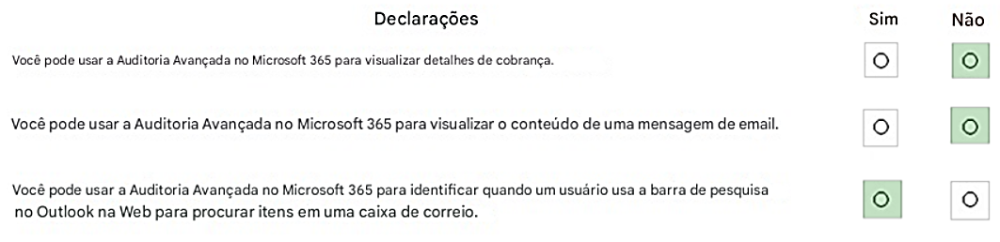 Declarações Sim Não
Você pode usar a Auditoria Avançada no Microsoft 365 para visualizar detalhes de cobrança.
Você pode usar a Auditoria Avançada no Microsoft 365 para visualizar o conteúdo de uma mensagem de email.
Você pode usar a Auditoria Avançada no Microsoft 365 para identificar quando um usuário usa a barra de pesquisa
no Outlook na Web para procurar itens em uma caixa de correio.